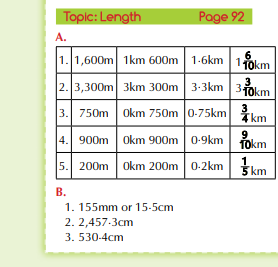 Topic: Length Page 92
A.
1. 1,600m 1km 600m 1·6km 1 6/10 km
2. 3,300m 3km 300m 3·3km 3 3/10 km
3. 750m 0km 750m 0·75km 3/4 km
4. 900m 0km 900m 0·9km 9/10 km
5. 200m 0km 200m 0·2km 1/5 km
B.
1. 155mm or 15·5cm
2. 2,457·3cm
3. 530·4cm